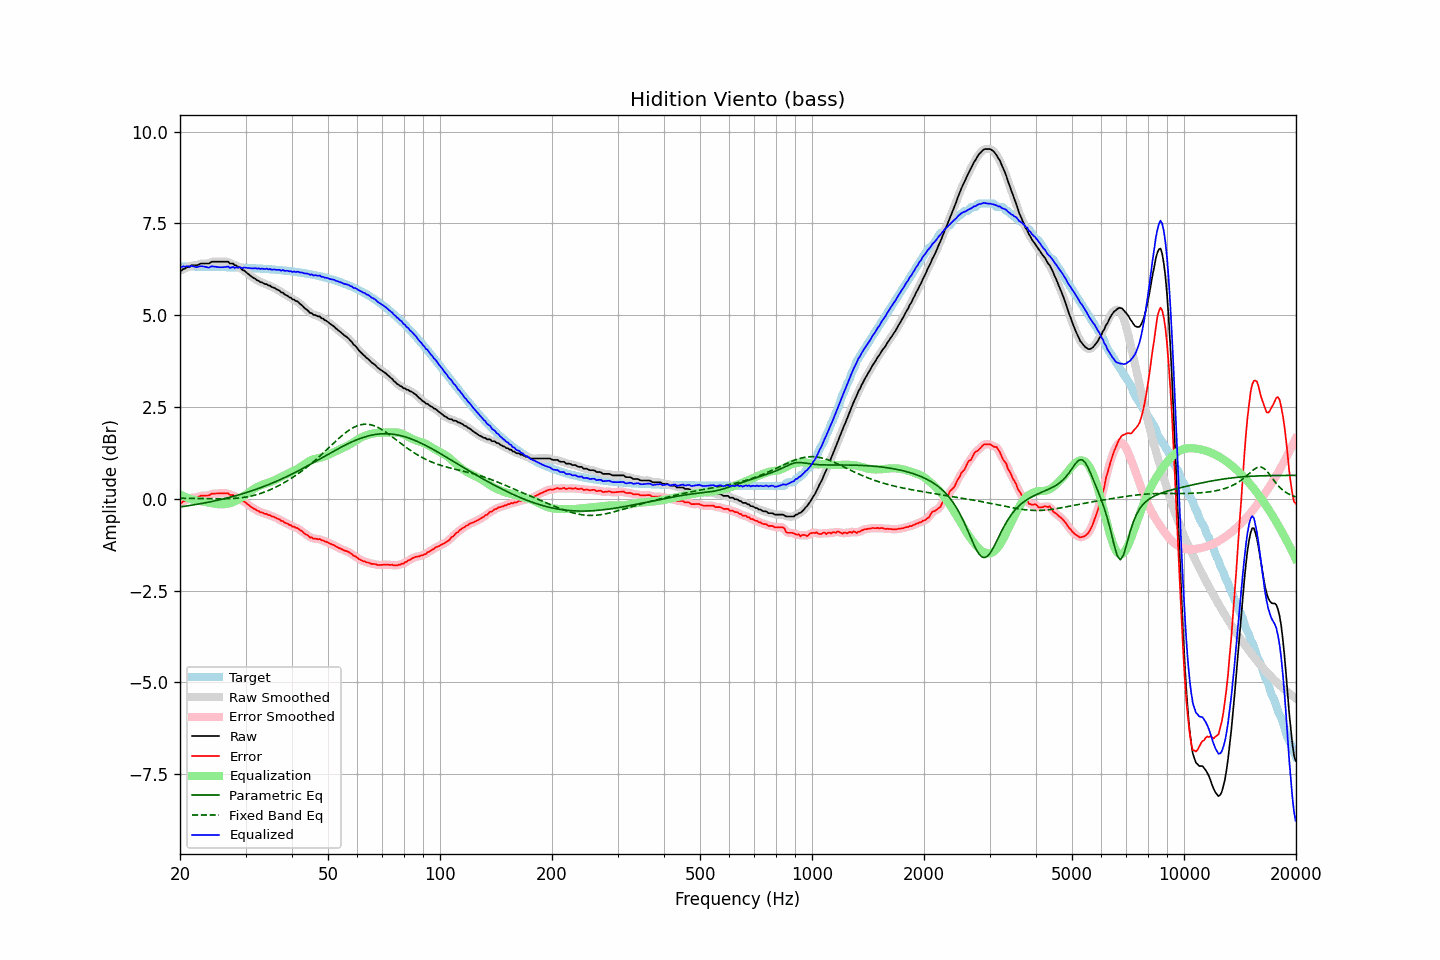 Hidition Viento (bass)
Amplitude (dBr)
10.0
7.5
5.0
2.5
0.0
−2.5
−5.0
−7.5
Target
Raw Smoothed
Error Smoothed
Raw
Error
Equalization
Parametric Eq
Fixed Band Eq
Equalized
20 50 100 200 500 1000 2000 5000 10000 20000
Frequency (Hz)